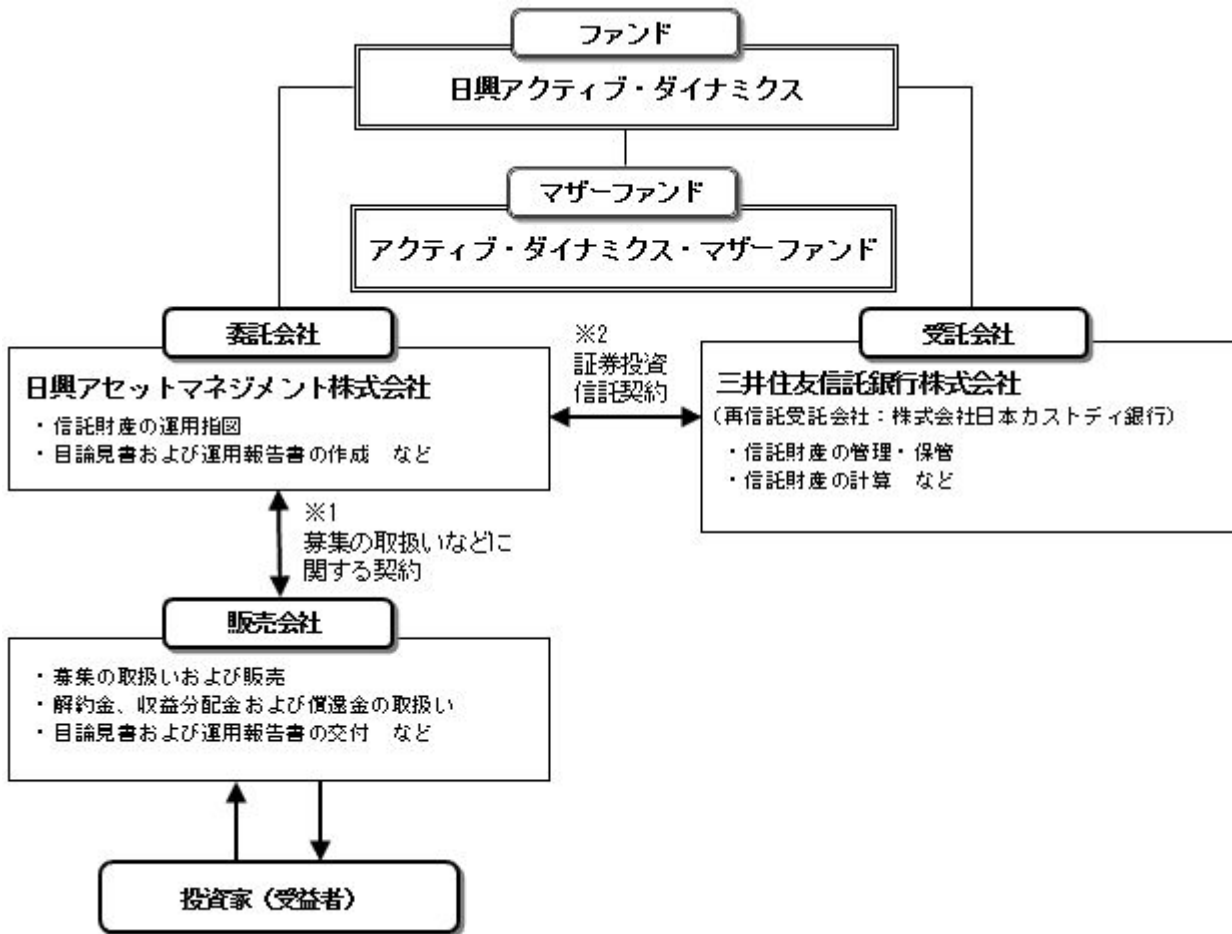 ファンド
日興アクティブ・ダイナミクス
マザーファンド
アクティブ・ダイナミクス・マザーファンド
委託会社
日興アセットマネジメント株式会社
・信託財産の運用指図
・目論見書および運用報告書の作成　など
※2
証券投資
信託契約
受託会社
三井住友信託銀行株式会社
（再信託受託会社：株式会社日本カストディ銀行）
・信託財産の管理・保管
・信託財産の計算　など
※1
募集の取扱いなどに
関する契約
販売会社
・募集の取扱いおよび販売
・解約金、収益分配金および償還金の取扱い
・目論見書および運用報告書の交付　など
投資家（受益者）